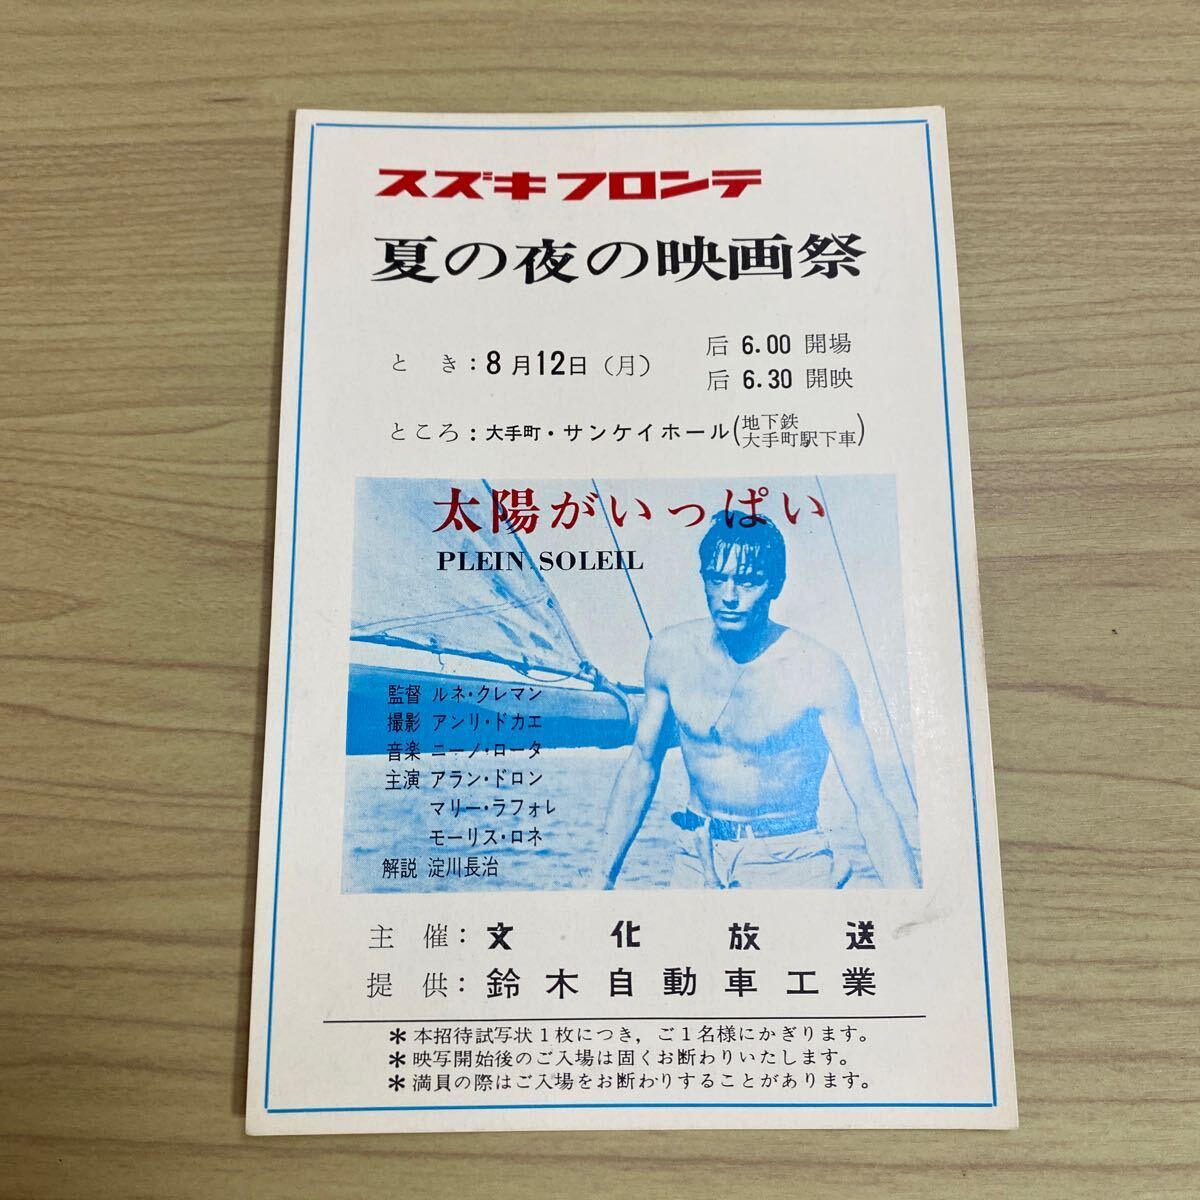 スズキ フロンテ
夏の夜の映画祭
とき：8月12日（月） 后 6.00 開場
后 6.30 開映
ところ：大手町・サンケイホール(地下鉄 大手町駅下車)
太陽がいっぱい
PLEIN SOLEIL
監督 ルネ・クレマン
撮影 アンリ・ドカエ
音楽 ニーノ・ロータ
主演 アラン・ドロン
マリー・ラフォレ
モーリス・ロネ
解説 淀川長治
主催：文化放送
提供：鈴木自動車工業
＊本招待試写状１枚につき，ご１名様にかぎります。
＊映写開始後のご入場は固くお断わりいたします。
＊満員の際はご入場をお断わりすることがあります。